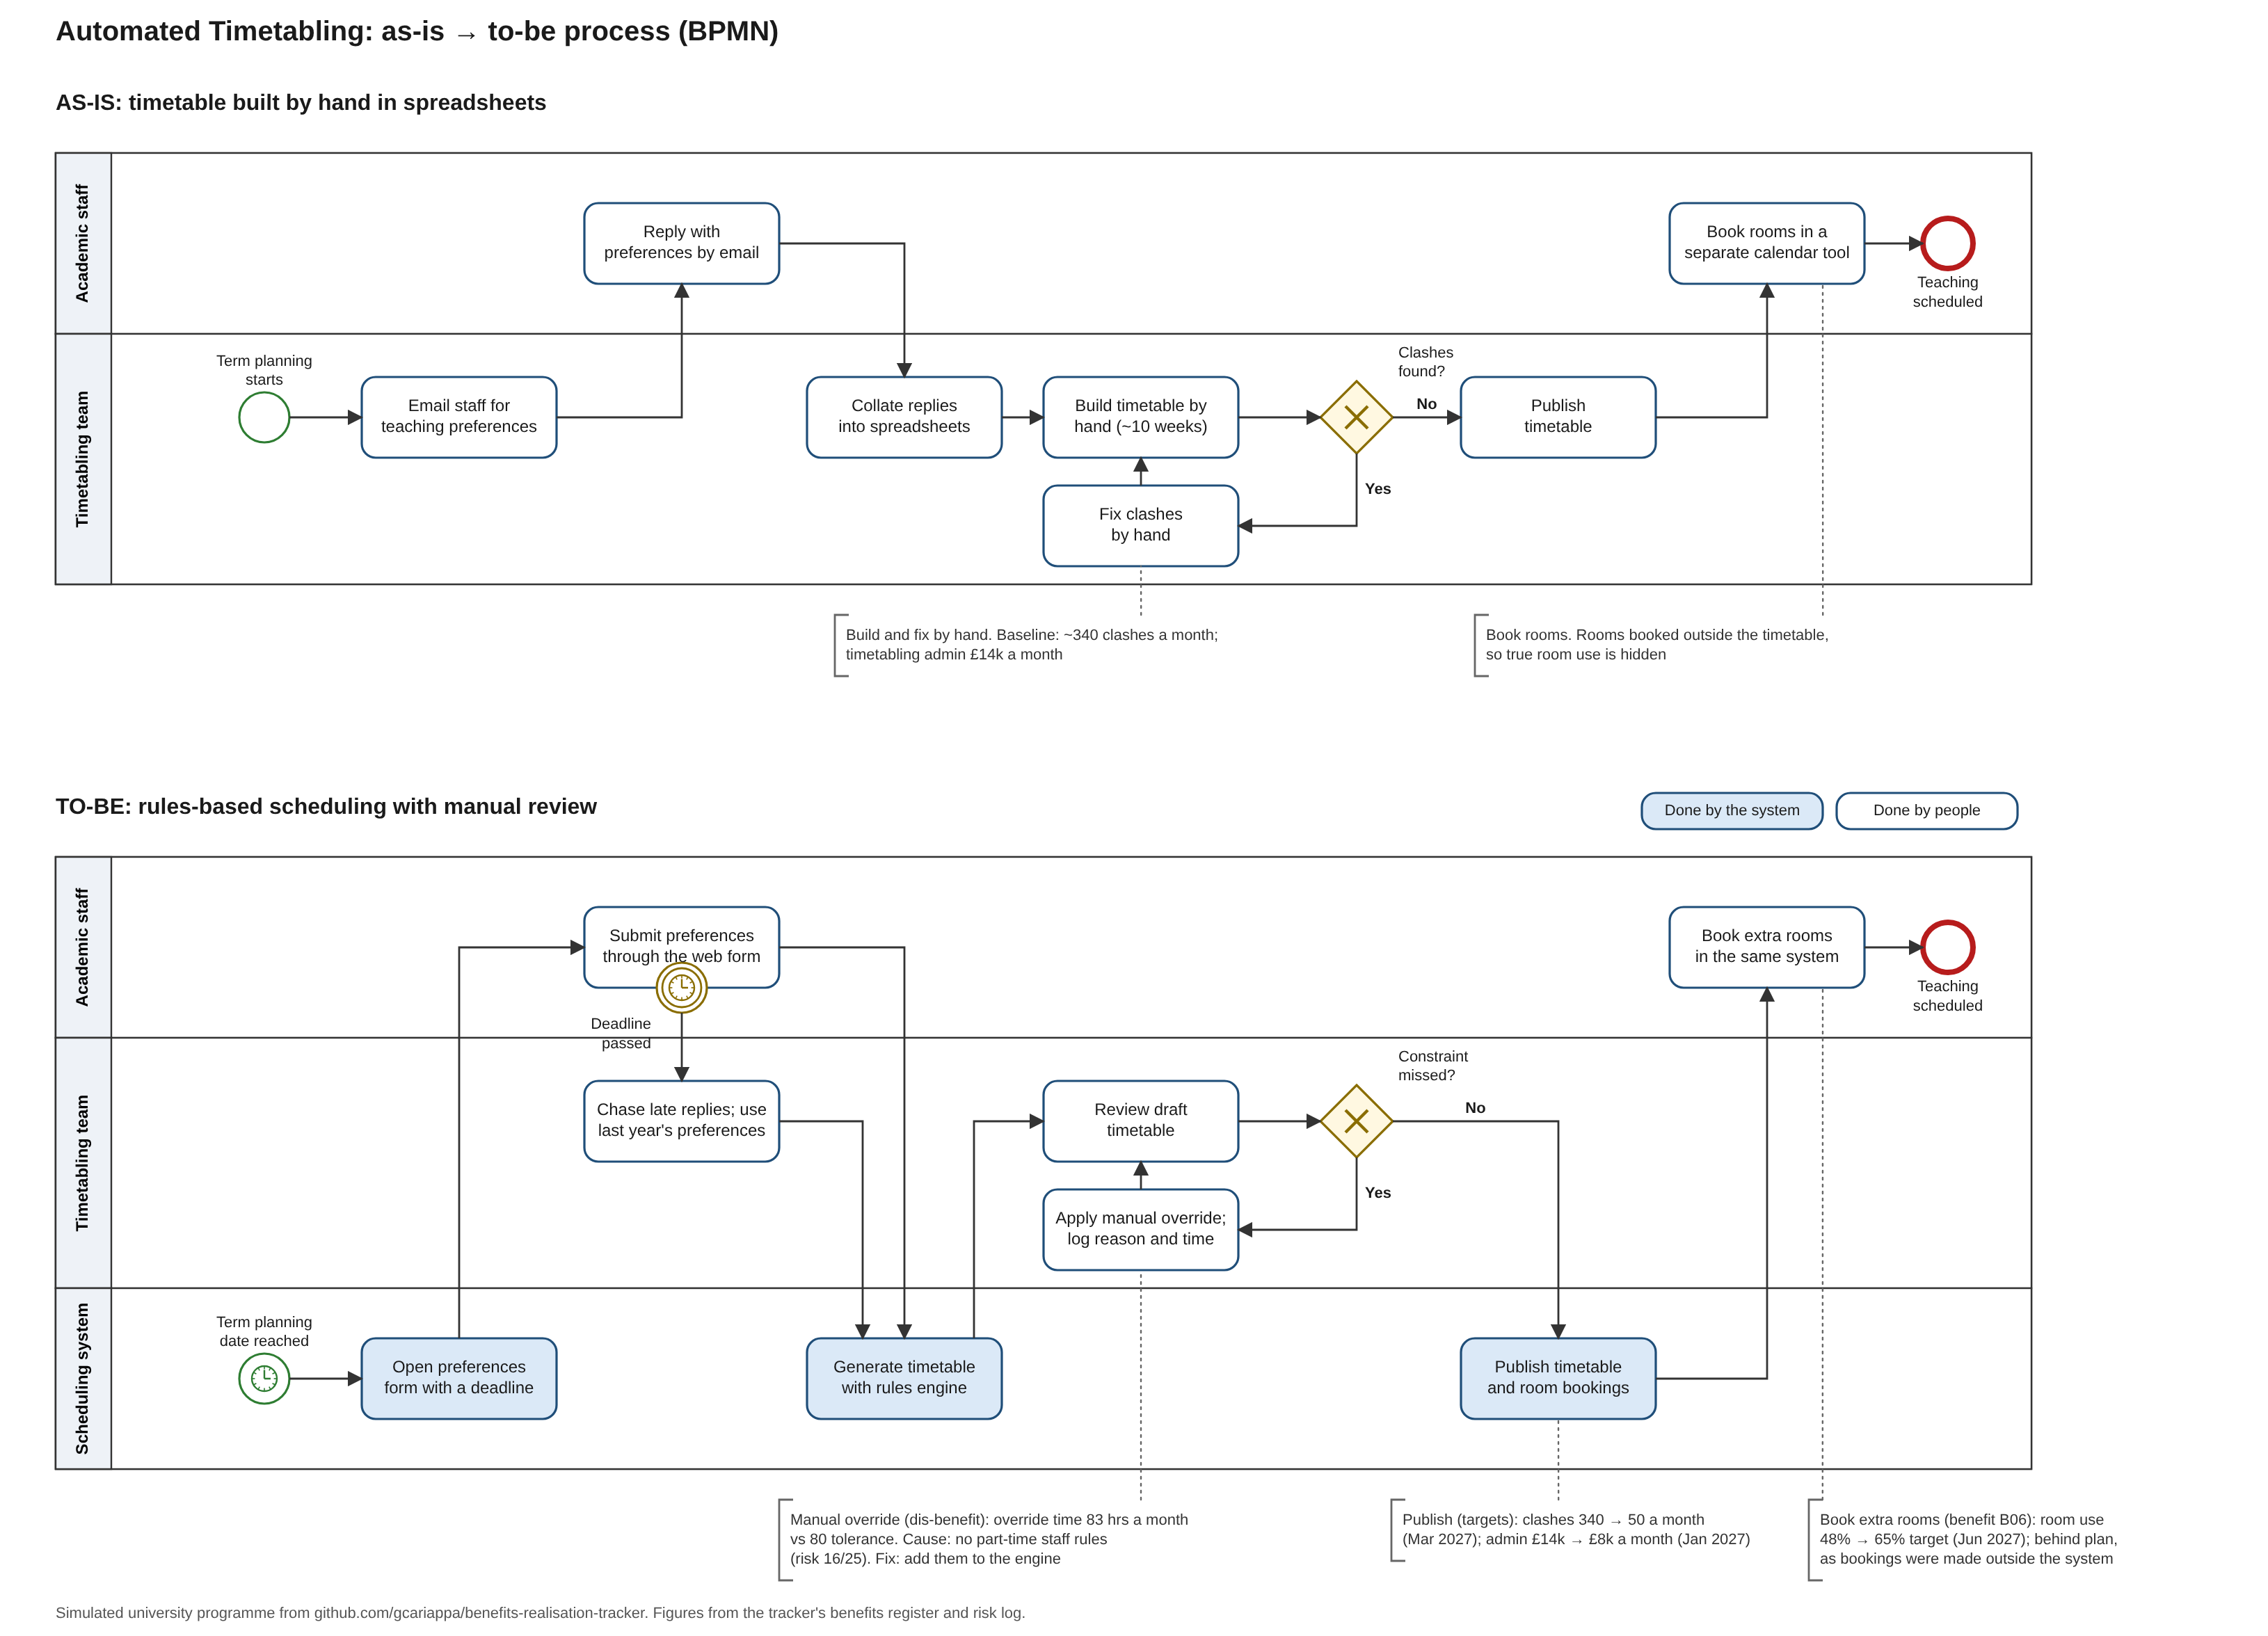 Automated Timetabling: as-is → to-be process (BPMN)
AS-IS: timetable built by hand in spreadsheets
Academic staff
Reply with
preferences by email
Book rooms in a
separate calendar tool
Teaching
scheduled
Timetabling team
Term planning
starts
Email staff for
teaching preferences
Collate replies
into spreadsheets
Build timetable by
hand (~10 weeks)
Clashes
found?
No
Yes
Publish
timetable
Fix clashes
by hand
Build and fix by hand. Baseline: ~340 clashes a month;
timetabling admin £14k a month
Book rooms. Rooms booked outside the timetable,
so true room use is hidden
TO-BE: rules-based scheduling with manual review
Done by the system
Done by people
Academic staff
Submit preferences
through the web form
Deadline
passed
Book extra rooms
in the same system
Teaching
scheduled
Timetabling team
Chase late replies; use
last year's preferences
Review draft
timetable
Constraint
missed?
No
Yes
Apply manual override;
log reason and time
Scheduling system
Term planning
date reached
Open preferences
form with a deadline
Generate timetable
with rules engine
Publish timetable
and room bookings
Manual override (dis-benefit): override time 83 hrs a month
vs 80 tolerance. Cause: no part-time staff rules
(risk 16/25). Fix: add them to the engine
Publish (targets): clashes 340 → 50 a month
(Mar 2027); admin £14k → £8k a month (Jan 2027)
Book extra rooms (benefit B06): room use
48% → 65% target (Jun 2027); behind plan,
as bookings were made outside the system
Simulated university programme from github.com/gcariappa/benefits-realisation-tracker. Figures from the tracker's benefits register and risk log.